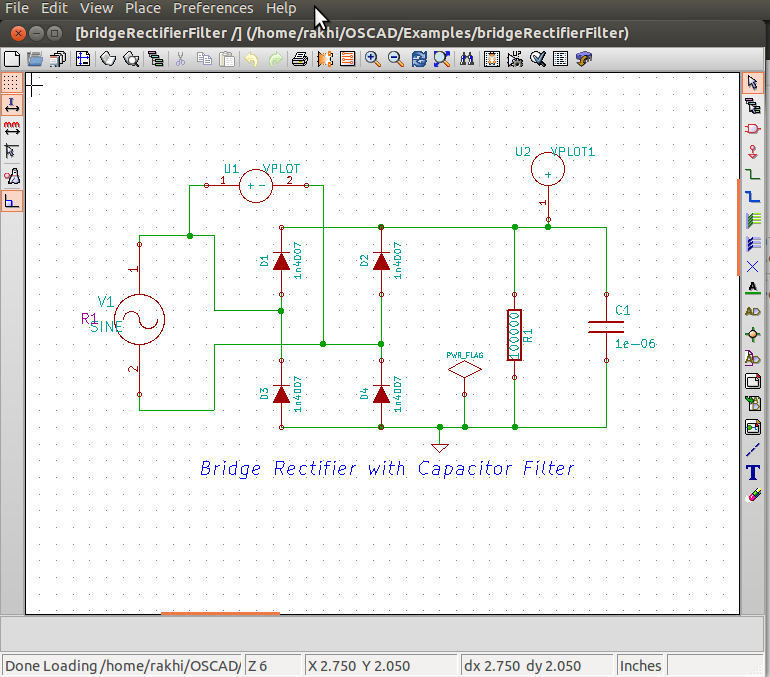 File Edit View Place Preferences Help
[bridgeRectifierFilter /] (/home/rakhi/OSCAD/Examples/bridgeRectifierFilter)
U2 VPLOT1
+
1
U1 VPLOT
1 + - 2
D1 1n4007
D2 1n4007
1
V1
R1 SINE
2
100000 R1
C1
1e-06
PWR_FLAG
D3 1n4007
D4 1n4007
Bridge Rectifier with Capacitor Filter
Done Loading /home/rakhi/OSCAD/ Z 6 X 2.750 Y 2.050 dx 2.750 dy 2.050 Inches